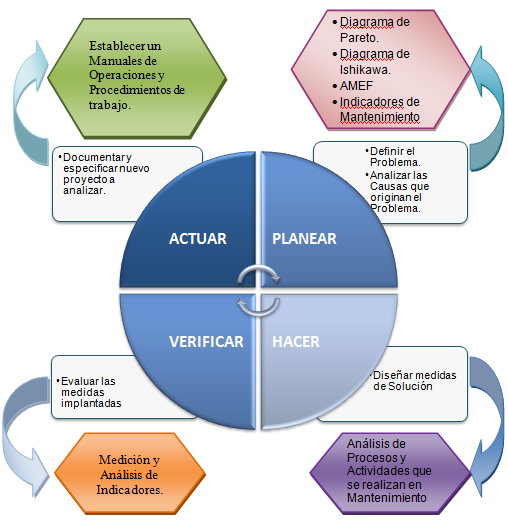 Establecer un
Manuales de
Operaciones y
Procedimientos de
trabajo.
• Diagrama de
Pareto.
• Diagrama de
Ishikawa.
• AMEF
• Indicadores de
Mantenimiento
•Documentar y
especificar nuevo
proyecto a
analizar.
•Definir el
Problema.
•Analizar las
Causas que
originan el
Problema.
ACTUAR
PLANEAR
VERIFICAR
HACER
•Evaluar las
medidas
implantadas
•Diseñar medidas
de Solución
Medición y
Análisis de
Indicadores.
Análisis de
Procesos y
Actividades que
se realizan en
Mantenimiento